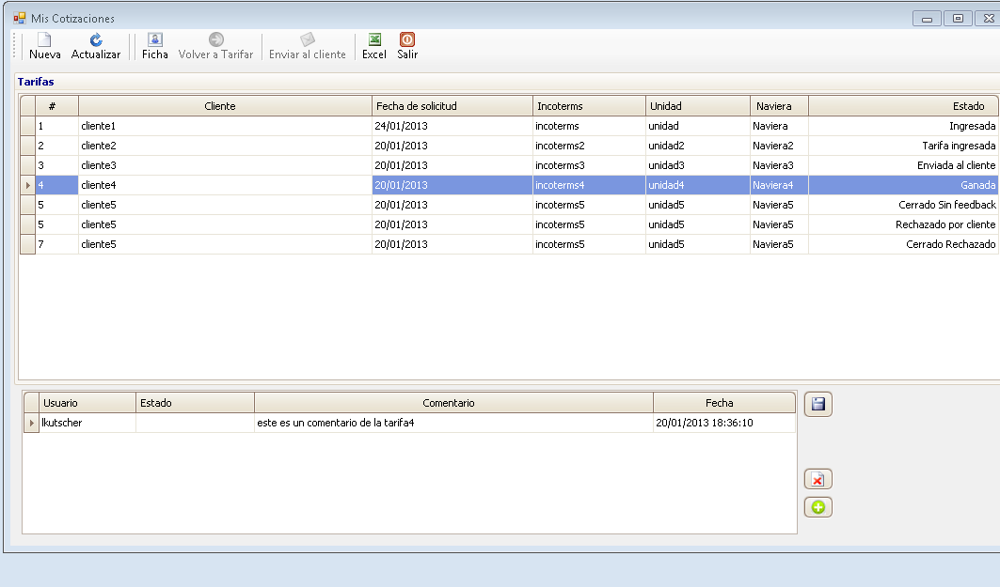 Mis Cotizaciones
Nueva Actualizar Ficha Volver a Tarifar Enviar al cliente Excel Salir
Tarifas
# Cliente Fecha de solicitud Incoterms Unidad Naviera Estado
1 cliente1 24/01/2013 incoterms unidad Naviera Ingresada
2 cliente2 20/01/2013 incoterms2 unidad2 Naviera2 Tarifa ingresada
3 cliente3 20/01/2013 incoterms3 unidad3 Naviera3 Enviada al cliente
4 cliente4 20/01/2013 incoterms4 unidad4 Naviera4 Ganada
5 cliente5 20/01/2013 incoterms5 unidad5 Naviera5 Cerrado Sin feedback
5 cliente5 20/01/2013 incoterms5 unidad5 Naviera5 Rechazado por cliente
7 cliente5 20/01/2013 incoterms5 unidad5 Naviera5 Cerrado Rechazado
Usuario Estado Comentario Fecha
lkutscher este es un comentario de la tarifa4 20/01/2013 18:36:10